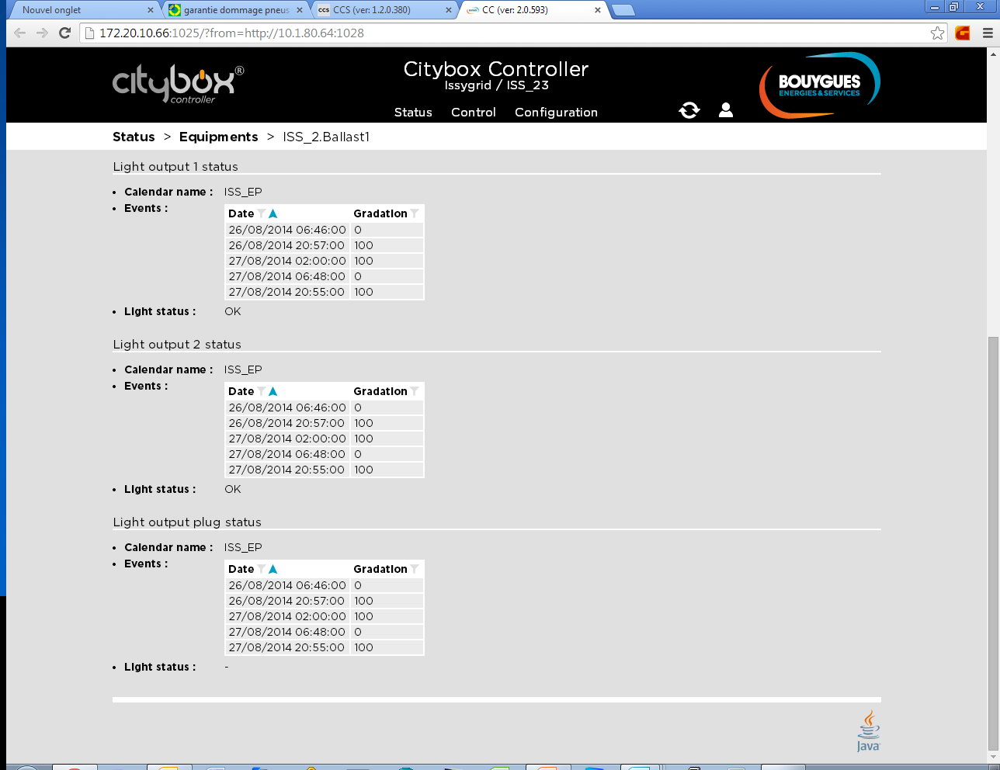 Nouvel onglet
garantie dommage pneus
ccs CCS (ver: 1.2.0.380)
CC (ver: 2.0.593)
172.20.10.66:1025/?from=http://10.1.80.64:1028
citybox®
controller
Citybox Controller
Issygrid / ISS_23
Status Control Configuration
BOUYGUES
ENERGIES & SERVICES
Status > Equipments > ISS_2.Ballast1
Light output 1 status
• Calendar name : ISS_EP
• Events :
Date Gradation
26/08/2014 06:46:00 0
26/08/2014 20:57:00 100
27/08/2014 02:00:00 100
27/08/2014 06:48:00 0
27/08/2014 20:55:00 100
• Light status : OK
Light output 2 status
• Calendar name : ISS_EP
• Events :
Date Gradation
26/08/2014 06:46:00 0
26/08/2014 20:57:00 100
27/08/2014 02:00:00 100
27/08/2014 06:48:00 0
27/08/2014 20:55:00 100
• Light status : OK
Light output plug status
• Calendar name : ISS_EP
• Events :
Date Gradation
26/08/2014 06:46:00 0
26/08/2014 20:57:00 100
27/08/2014 02:00:00 100
27/08/2014 06:48:00 0
27/08/2014 20:55:00 100
• Light status : -
Java